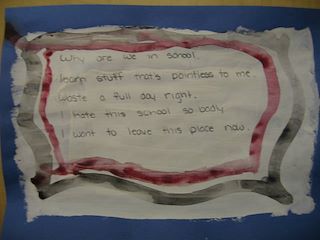 Why are we in school.
learn stuff that's pointless to me.
Waste a full day right.
I hate this school so badly
I want to leave this place now.